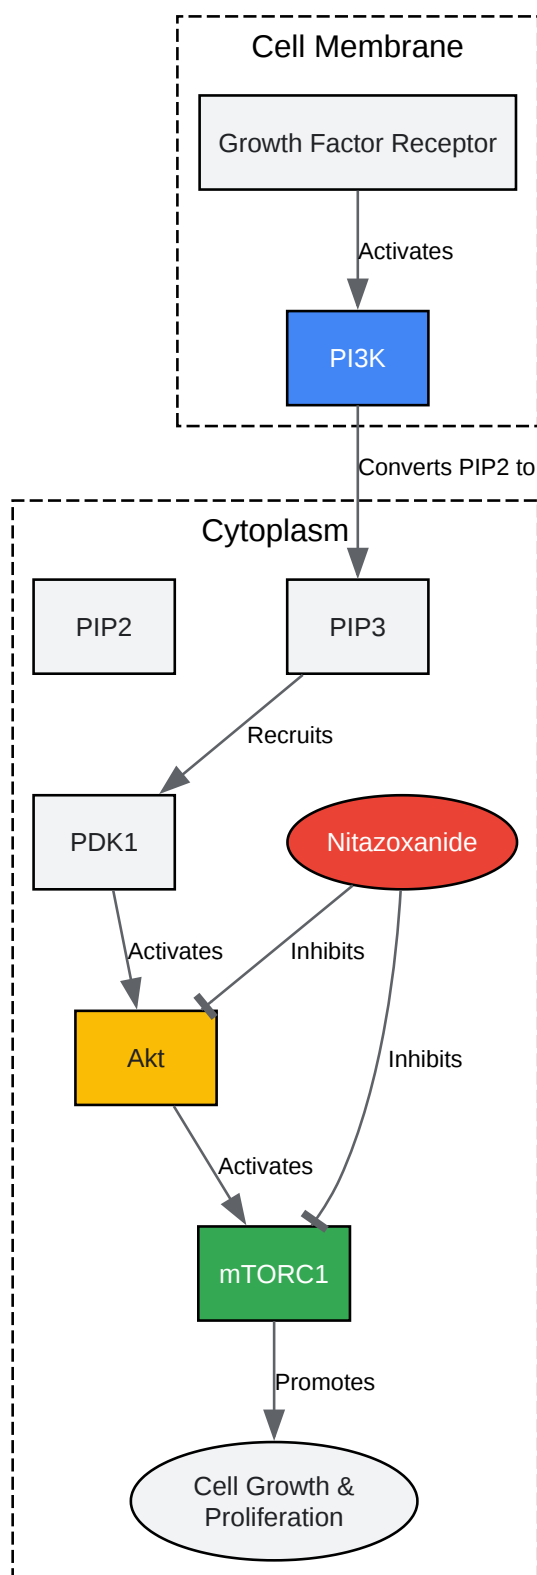 Cell Membrane
Growth Factor Receptor
Activates
PI3K
Converts PIP2 to
Cytoplasm
PIP2
PIP3
Recruits
PDK1
Nitazoxanide
Activates
Inhibits
Akt
Inhibits
Activates
mTORC1
Promotes
Cell Growth &
Proliferation